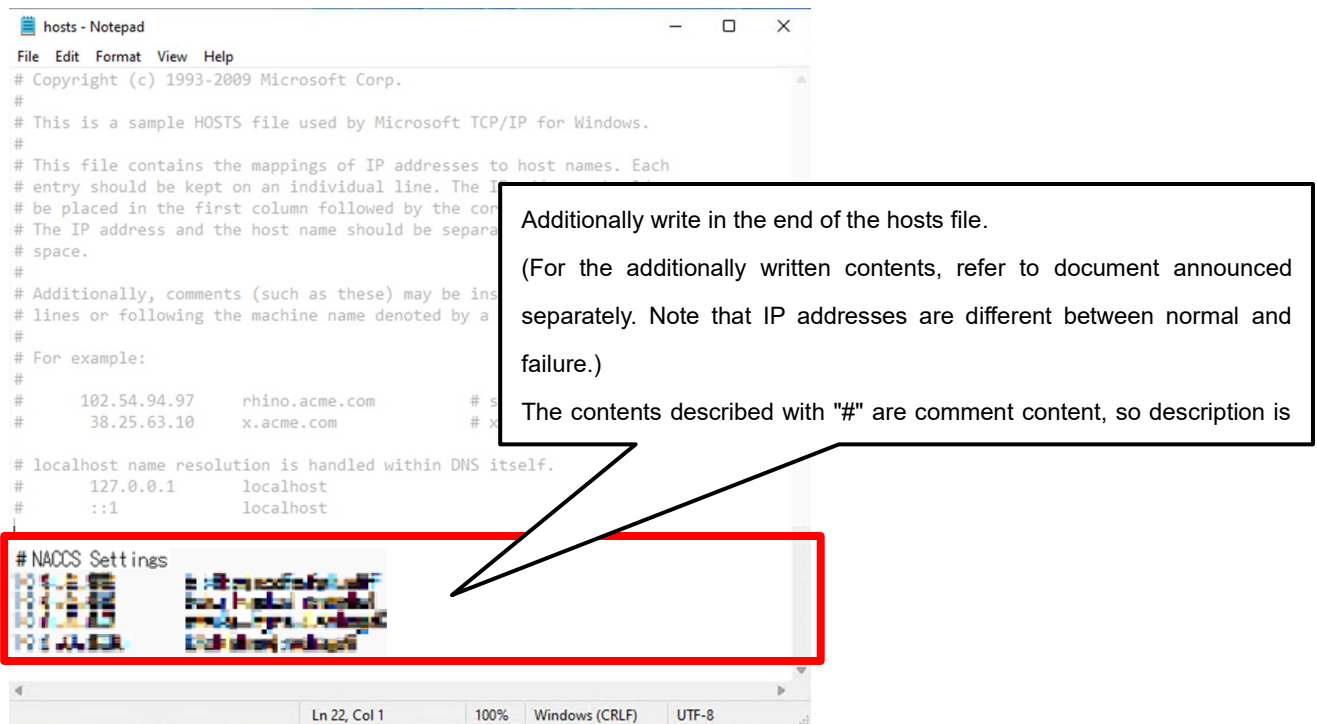 hosts - Notepad
File Edit Format View Help
# Copyright (c) 1993-2009 Microsoft Corp.
#
# This is a sample HOSTS file used by Microsoft TCP/IP for Windows.
#
# This file contains the mappings of IP addresses to host names. Each
# entry should be kept on an individual line. The
# be placed in the first column followed by the
# The IP address and the host name should be
# space.
#
# Additionally, comments (such as these) may be
# lines or following the machine name denoted by a
#
# For example:
#
# 102.54.94.97 rhino.acme.com #
# 38.25.63.10 x.acme.com #
# localhost name resolution is handled within DNS itself.
# 127.0.0.1 localhost
# ::1 localhost
# NACCS Settings
Additionally write in the end of the hosts file.
(For the additionally written contents, refer to document announced
separately. Note that IP addresses are different between normal and
failure.)
The contents described with "#" are comment content, so description is
Ln 22, Col 1 100% Windows (CRLF) UTF-8